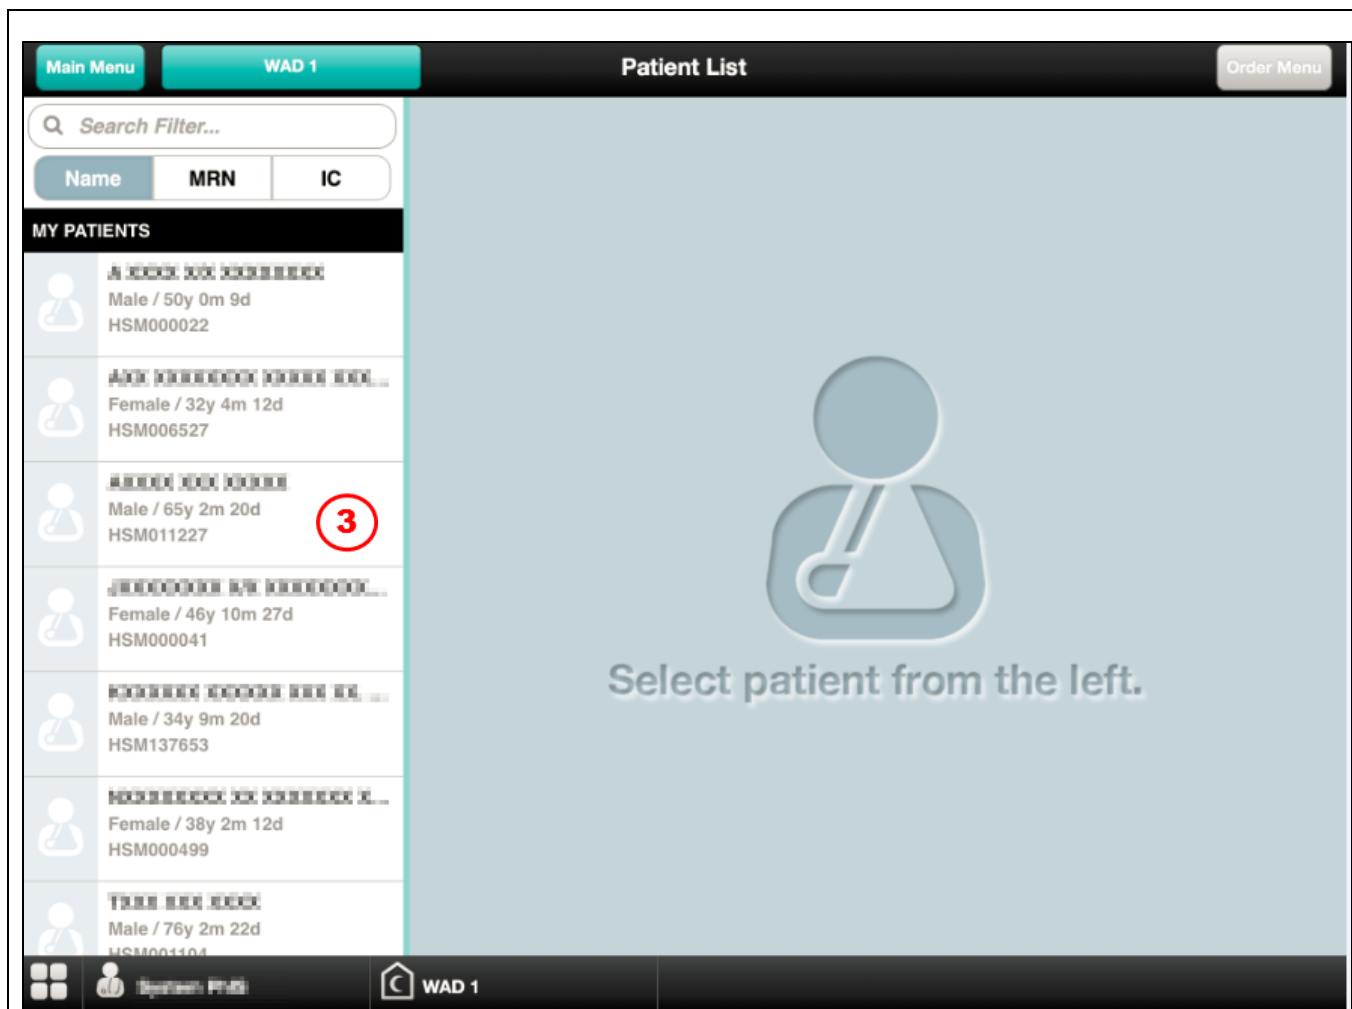 Main Menu
WAD 1
Patient List
Order Menu
Search Filter...
Name
MRN
IC
MY PATIENTS
Male / 50y 0m 9d
HSM000022
Female / 32y 4m 12d
HSM006527
Male / 65y 2m 20d
HSM011227
3
Female / 46y 10m 27d
HSM000041
Male / 34y 9m 20d
HSM137653
Female / 38y 2m 12d
HSM000499
Male / 76y 2m 22d
HSM001104
Select patient from the left.
WAD 1